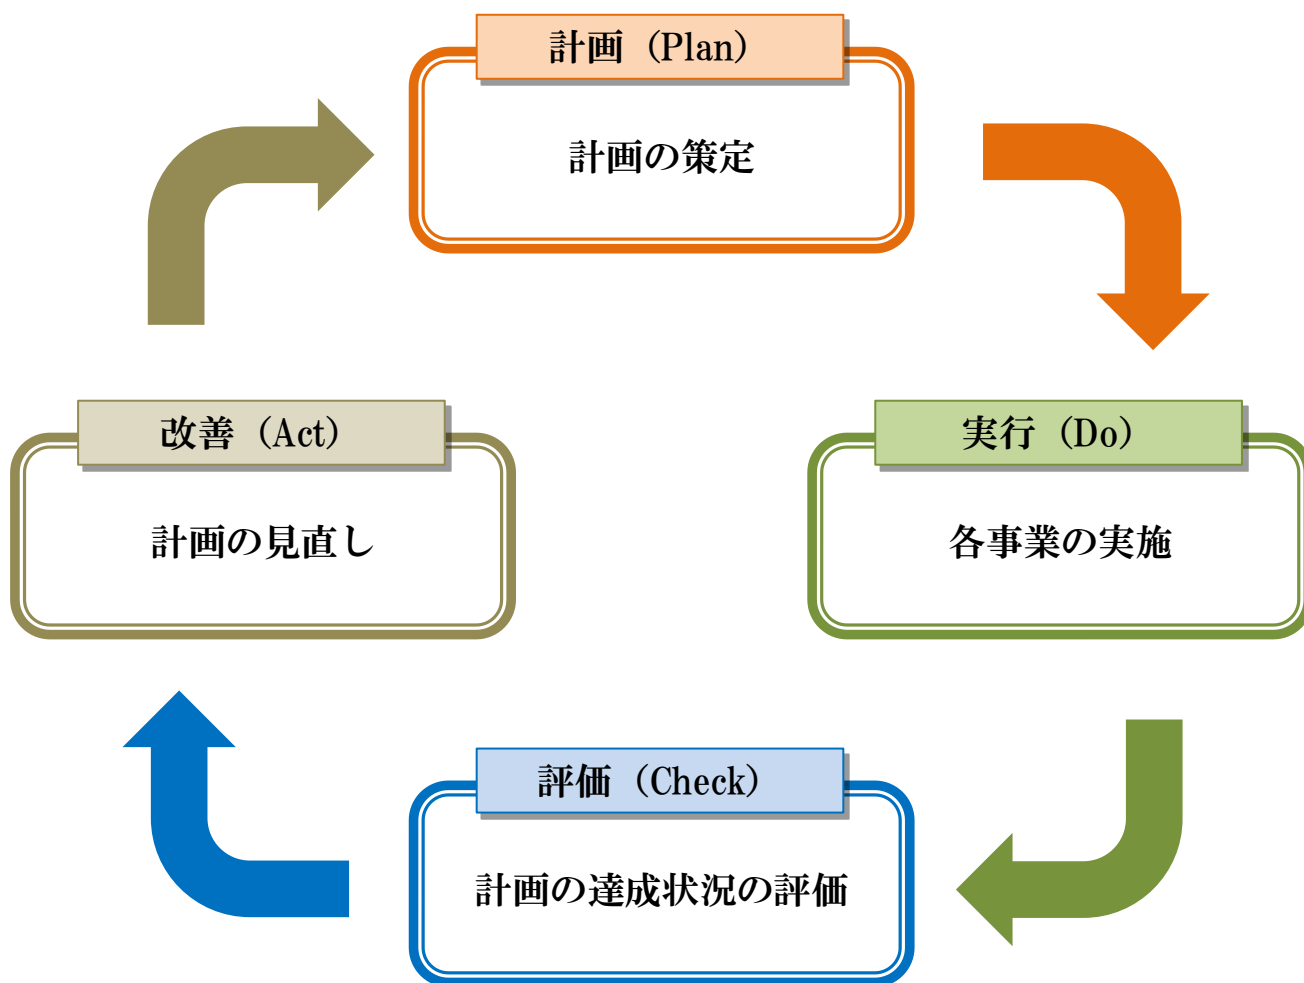 計画（Plan）
計画の策定
改善（Act）
計画の見直し
実行（Do）
各事業の実施
評価（Check）
計画の達成状況の評価